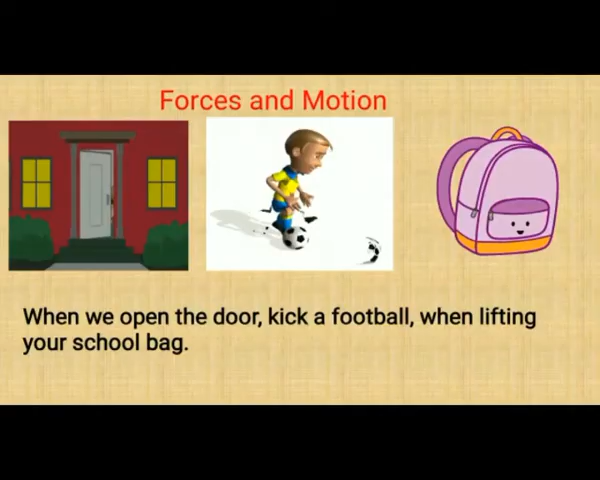 Forces and Motion
When we open the door, kick a football, when lifting
your school bag.